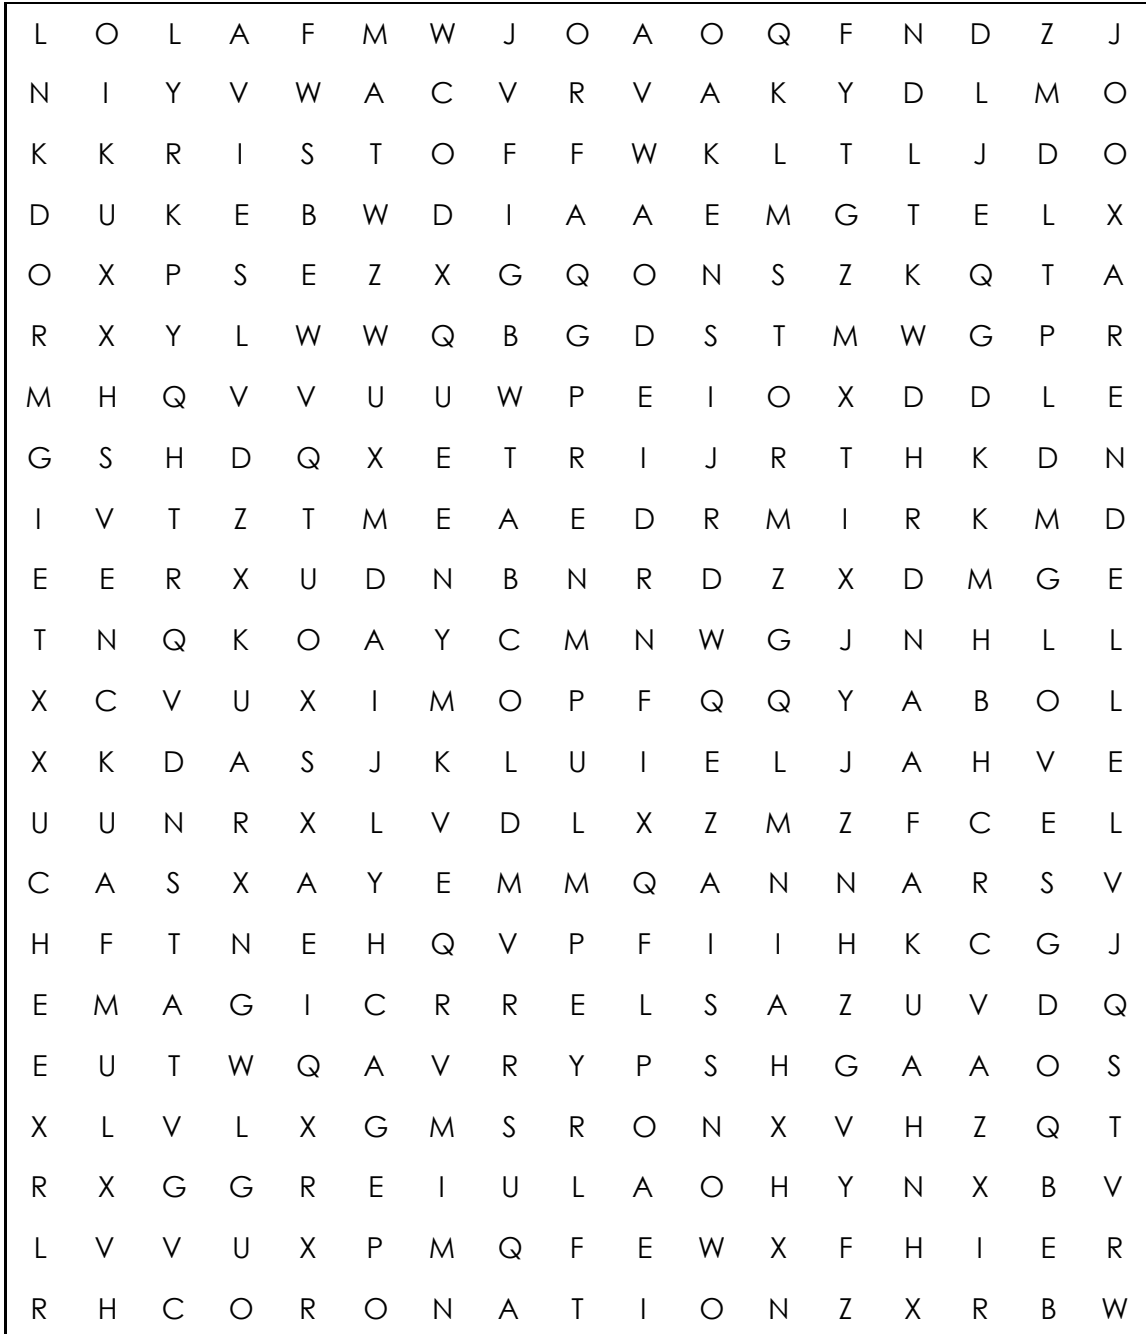 L O L A F M W J O A O Q F N D Z J
N I Y V W A C V R V A K Y D L M O
K K R I S T O F F W K L T L J D O
D U K E B W D I A A E M G T E L X
O X P S E Z X G Q O N S Z K Q T A
R X Y L W W Q B G D S T M W G P R
M H Q V V U U W P E I O X D D L E
G S H D Q X E T R I J R T H K D N
I V T Z T M E A E D R M I R K M D
E E R X U D N B N R D Z X D M G E
T N Q K O A Y C M N W G J N H L L
X C V U X I M O P F Q Q Y A B O L
X K D A S J K L U I E L J A H V E
U U N R X L V D L X Z M Z F C E L
C A S X A Y E M M Q A N N A R S V
H F T N E H Q V P F I I H K C G J
E M A G I C R R E L S A Z U V D Q
E U T W Q A V R Y P S H G A A O S
X L V L X G M S R O N X V H Z Q T
R X G G R E I U L A O H Y N X B V
L V V U X P M Q F E W X F H I E R
R H C O R O N A T I O N Z X R B W